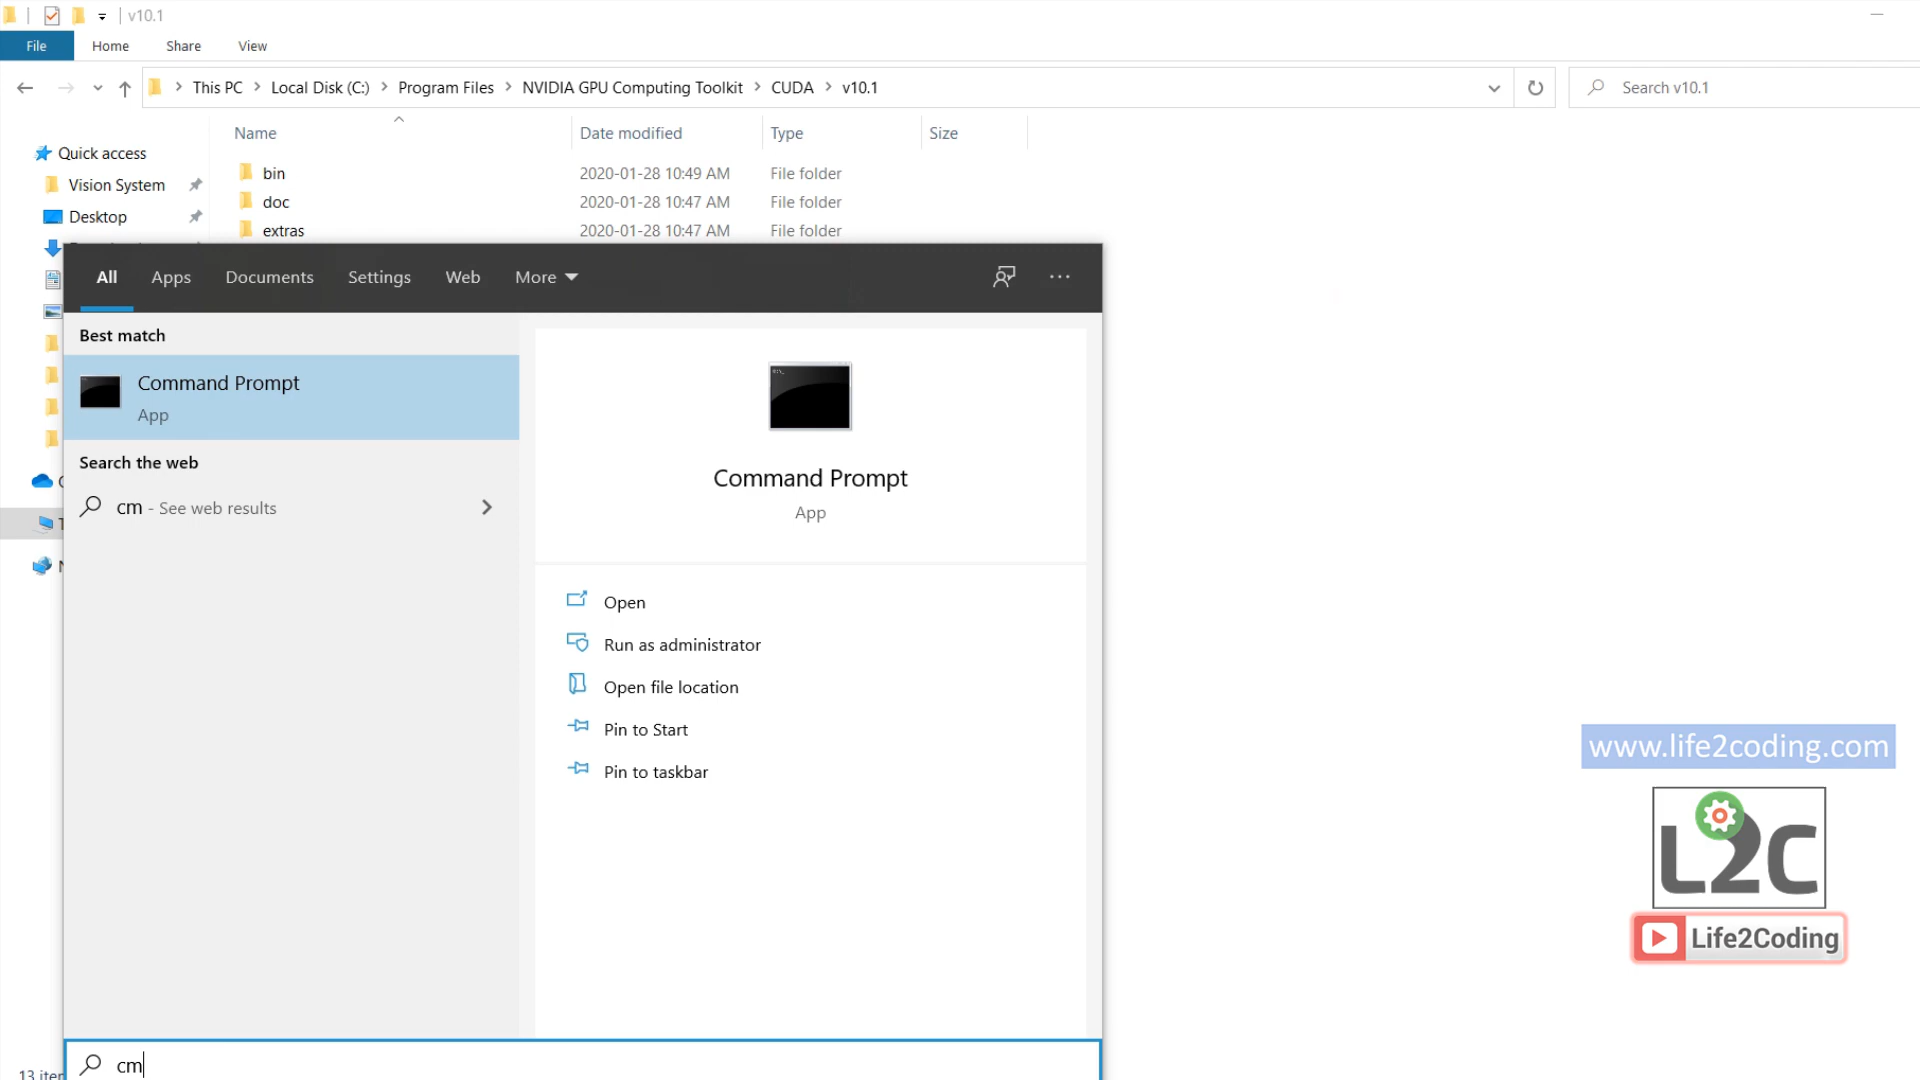 v10.1
File Home Share View
This PC Local Disk (C:) Program Files NVIDIA GPU Computing Toolkit CUDA v10.1
Search v10.1
Name Date modified Type Size
Quick access
Vision System
Desktop
bin 2020-01-28 10:49 AM File folder
doc 2020-01-28 10:47 AM File folder
extras 2020-01-28 10:47 AM File folder
All Apps Documents Settings Web More
Best match
Command Prompt
App
Search the web
cm - See web results
Command Prompt
App
Open
Run as administrator
Open file location
Pin to Start
Pin to taskbar
cm
13
www.life2coding.com
L2C
Life2Coding